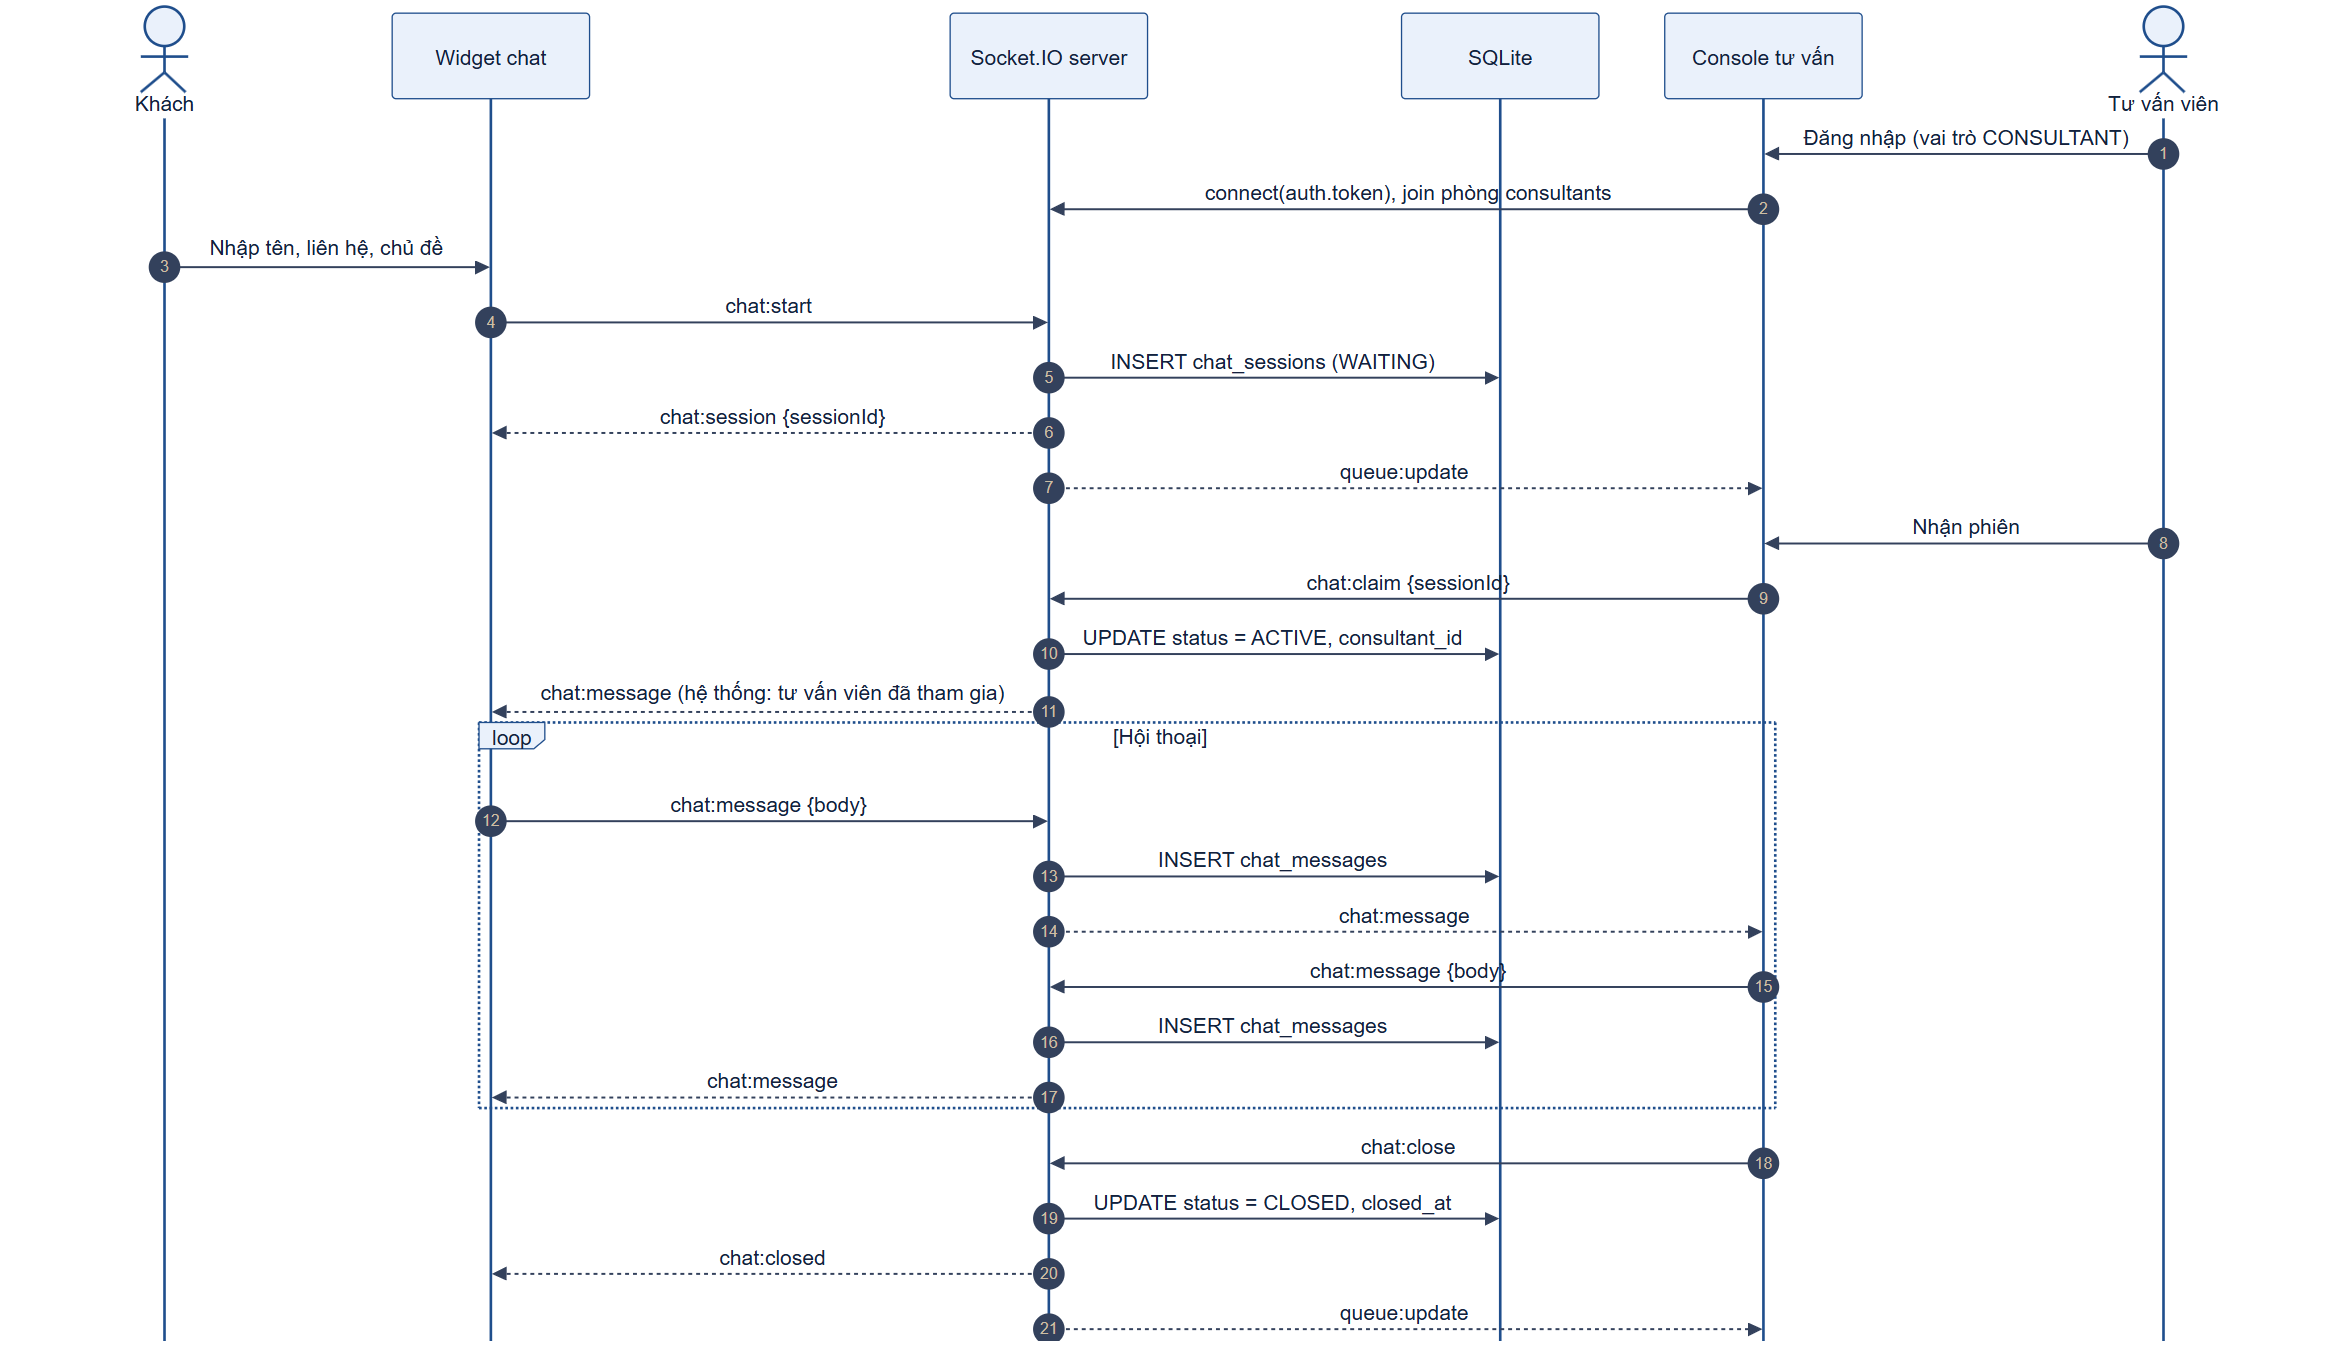 Khách
Widget chat
Socket.IO server
SQLite
Console tư vấn
Tư vấn viên
Đăng nhập (vai trò CONSULTANT)
1
connect(auth.token), join phòng consultants
2
Nhập tên, liên hệ, chủ đề
3
chat:start
4
INSERT chat_sessions (WAITING)
5
chat:session {sessionId}
6
queue:update
7
Nhận phiên
8
chat:claim {sessionId}
9
UPDATE status = ACTIVE, consultant_id
10
chat:message (hệ thống: tư vấn viên đã tham gia)
11
loop
[Hội thoại]
chat:message {body}
12
INSERT chat_messages
13
chat:message
14
chat:message {body}
15
INSERT chat_messages
16
chat:message
17
chat:close
18
UPDATE status = CLOSED, closed_at
19
chat:closed
20
queue:update
21